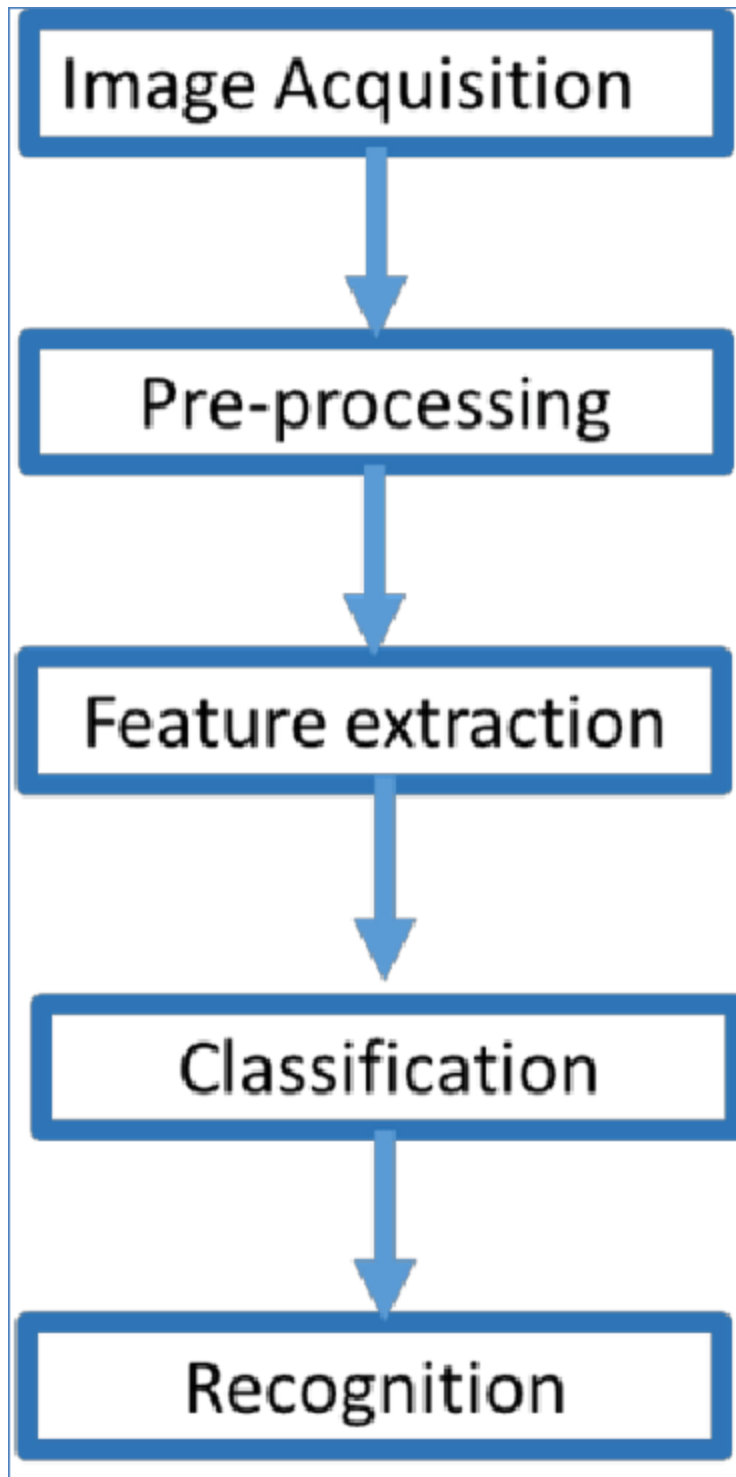 Image Acquisition
Pre-processing
Feature extraction
Classification
Recognition